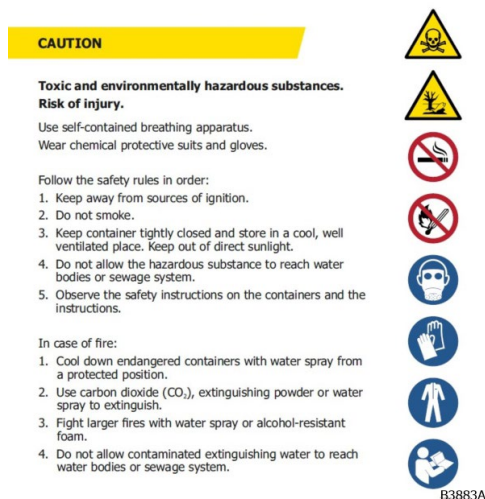 CAUTION
Toxic and environmentally hazardous substances.
Risk of injury.
Use self-contained breathing apparatus.
Wear chemical protective suits and gloves.
Follow the safety rules in order:
1. Keep away from sources of ignition.
2. Do not smoke.
3. Keep container tightly closed and store in a cool, well
ventilated place. Keep out of direct sunlight.
4. Do not allow the hazardous substance to reach water
bodies or sewage system.
5. Observe the safety instructions on the containers and the
instructions.
In case of fire:
1. Cool down endangered containers with water spray from
a protected position.
2. Use carbon dioxide (CO₂), extinguishing powder or water
spray to extinguish.
3. Fight larger fires with water spray or alcohol-resistant
foam.
4. Do not allow contaminated extinguishing water to reach
water bodies or sewage system.
B3883A